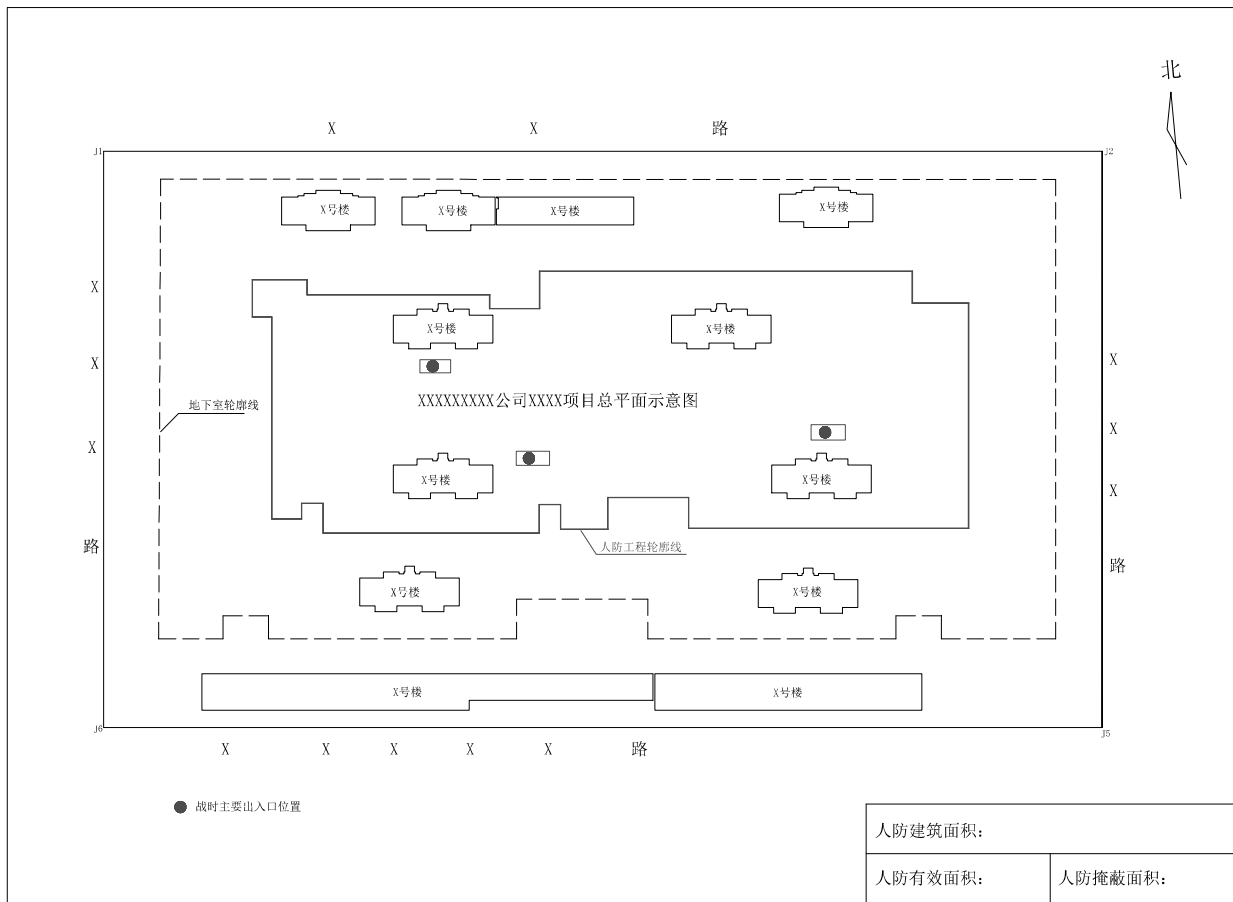 北
X X 路
J1
J2
X号楼
X号楼
X号楼
X号楼
X
X
X
路
X号楼
X号楼
XXXXXXXXX公司XXXX项目总平面示意图
地下室轮廓线
X
X
X
路
X号楼
X号楼
人防工程轮廓线
X号楼
X号楼
X号楼
X号楼
J6
J5
X X X X X 路
战时主要出入口位置
人防建筑面积：
人防有效面积：
人防掩蔽面积：